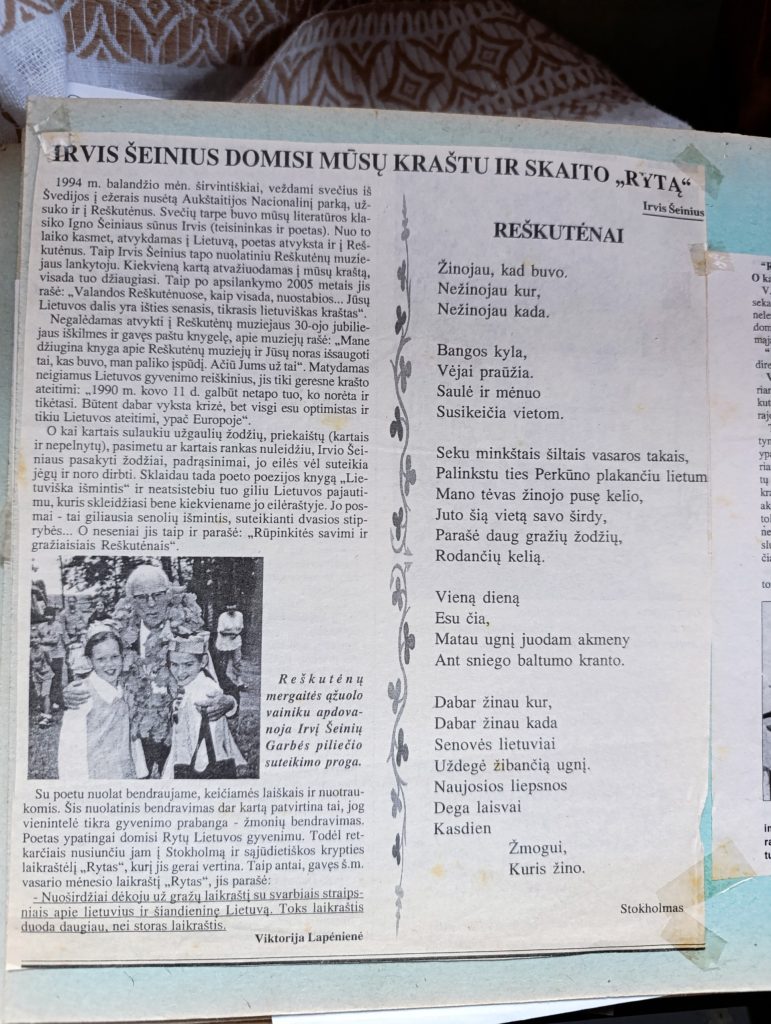 IRVIS ŠEINIUS DOMISI MŪSŲ KRAŠTU IR SKAITO „RYTĄ“
1994 m. balandžio mėn. širvintiškiai, veždami svečius iš
Švedijos į ežerais nusėtą Aukštaitijos Nacionalinį parką, už-
suko ir į Reškutėnus. Svečių tarpe buvo mūsų literatūros kla-
siko Igno Šeiniaus sūnus Irvis (teisininkas ir poetas). Nuo to
laiko kasmet, atvykdamas į Lietuvą, poetas atvyksta ir į Reš-
kutėnus. Taip Irvis Šeinius tapo nuolatiniu Reškutėnų muzie-
jaus lankytoju. Kiekvieną kartą atvažiuodamas į mūsų kraštą,
visada tuo džiaugiasi. Taip po apsilankymo 2005 metais jis
rašė: „Valandos Reškutėnuose, kaip visada, nuostabios... Jūsų
Lietuvos dalis yra išties senasis, tikrasis lietuviškas kraštas“.
Negalėdamas atvykti į Reškutėnų muziejaus 30-ojo jubilie-
jaus iškilmes ir gavęs paštu knygelę, apie muziejų rašė: „Mane
džiugina knyga apie Reškutėnų muziejų ir Jūsų noras išsaugoti
tai, kas buvo, man paliko įspūdį. Ačiū Jums už tai“. Matydamas
neigiamus Lietuvos gyvenimo reiškinius, jis tiki geresne krašto
ateitimi: „1990 m. kovo 11 d. galbūt netapo tuo, ko norėta ir
tikėtasi. Būtent dabar vyksta krizė, bet visgi esu optimistas ir
tikiu Lietuvos ateitimi, ypač Europoje“.
O kai kartais sulaukiu užgaulių žodžių, priekaištų (kartais
ir nepelnytų), pasimetu ar kartais rankas nuleidžiu, Irvio Šei-
niaus pasakyti žodžiai, padrąsinimai, jo eilės vėl suteikia
jėgų ir noro dirbti. Sklaidau tada poeto poezijos knygą „Lie-
tuviška išmintis“ ir neatsistebiu tuo giliu Lietuvos pajauti-
mu, kuris skleidžiasi bene kiekviename jo eilėraštyje. Jo pos-
mai - tai giliausia senolių išmintis, suteikianti dvasios stip-
rybės... O neseniai jis taip ir parašė: „Rūpinkitės savimi ir
gražiaisiais Reškutėnais“.
Reškutėnų
mergaitės ąžuolo
vainiku apdova-
noja Irvį Šeinių
Garbės piliečio
suteikimo proga.
Su poetu nuolat bendraujame, keičiamės laiškais ir nuotrau-
komis. Šis nuolatinis bendravimas dar kartą patvirtina tai, jog
vienintelė tikra gyvenimo prabanga - žmonių bendravimas.
Poetas ypatingai domisi Rytų Lietuvos gyvenimu. Todėl ret-
karčiais nusiunčiu jam į Stokholmą ir sąjūdietiškos krypties
laikraštėlį „Rytas“, kurį jis gerai vertina. Taip antai, gavęs š.m.
vasario mėnesio laikraštį „Rytas“, jis parašė:
- Nuoširdžiai dėkoju už gražų laikraštį su svarbiais straips-
niais apie lietuvius ir šiandieninę Lietuvą. Toks laikraštis
duoda daugiau, nei storas laikraštis.
Viktorija Lapėnienė
Irvis Šeinius
REŠKUTĖNAI
Žinojau, kad buvo.
Nežinojau kur,
Nežinojau kada.
Bangos kyla,
Vėjai praūžia.
Saulė ir mėnuo
Susikeičia vietom.
Seku minkštais šiltais vasaros takais,
Palinkstu ties Perkūno plakančiu lietum
Mano tėvas žinojo pusę kelio,
Juto šią vietą savo širdy,
Parašė daug gražių žodžių,
Rodančių kelią.
Vieną dieną
Esu čia,
Matau ugnį juodam akmeny
Ant sniego baltumo kranto.
Dabar žinau kur,
Dabar žinau kada
Senovės lietuviai
Uždegė žibančią ugnį.
Naujosios liepsnos
Dega laisvai
Kasdien
Žmogui,
Kuris žino.
Stokholmas